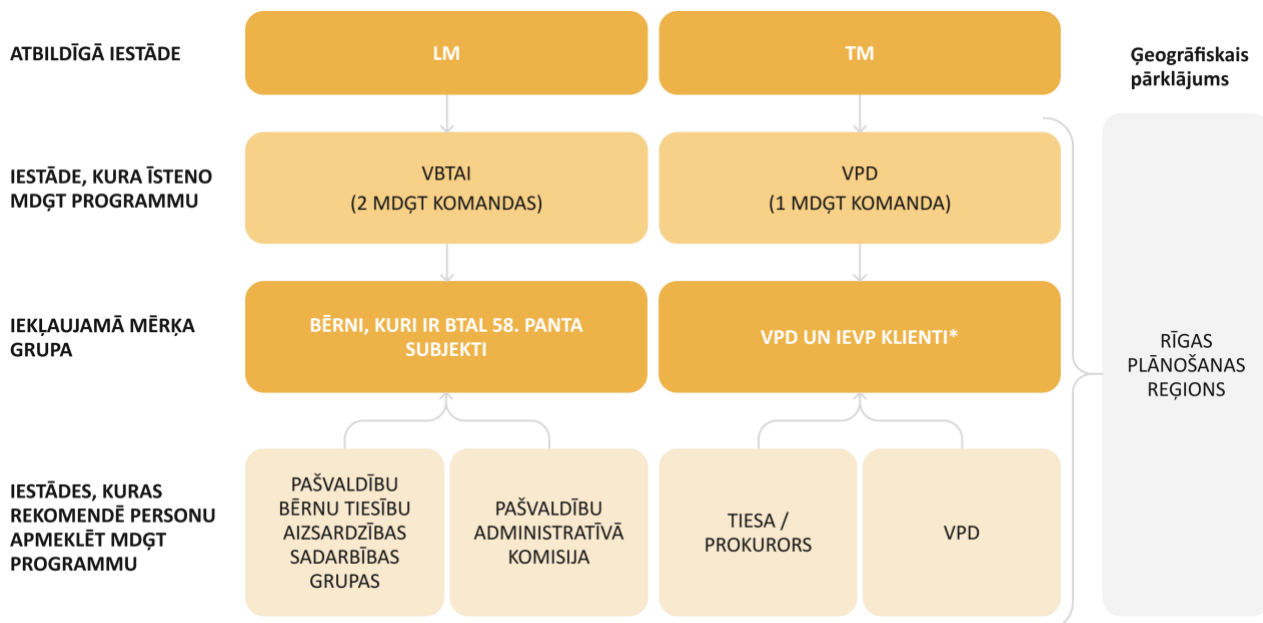 ATBILDĪGĀ IESTĀDE
LM
TM
Ģeogrāfiskais
pārklājums
IESTĀDE, KURA ĪSTENO
MDĢT PROGRAMMU
VBTAI
(2 MDĢT KOMANDAS)
VPD
(1 MDĢT KOMANDA)
IEKĻAUJAMĀ MĒRĶA
GRUPA
BĒRNI, KURI IR BTAL 58. PANTA
SUBJEKTI
VPD UN IEVP KLIENTI*
RĪGAS
PLĀNOŠANAS
REĢIONS
IESTĀDES, KURAS
REKOMENDĒ PERSONU
APMEKLĒT MDĢT
PROGRAMMU
PAŠVALDĪBU
BĒRNU TIESĪBU
AIZSARDZĪBAS
SADARBĪBAS
GRUPAS
PAŠVALDĪBU
ADMINISTRATĪVĀ
KOMISIJA
TIESA /
PROKURORS
VPD